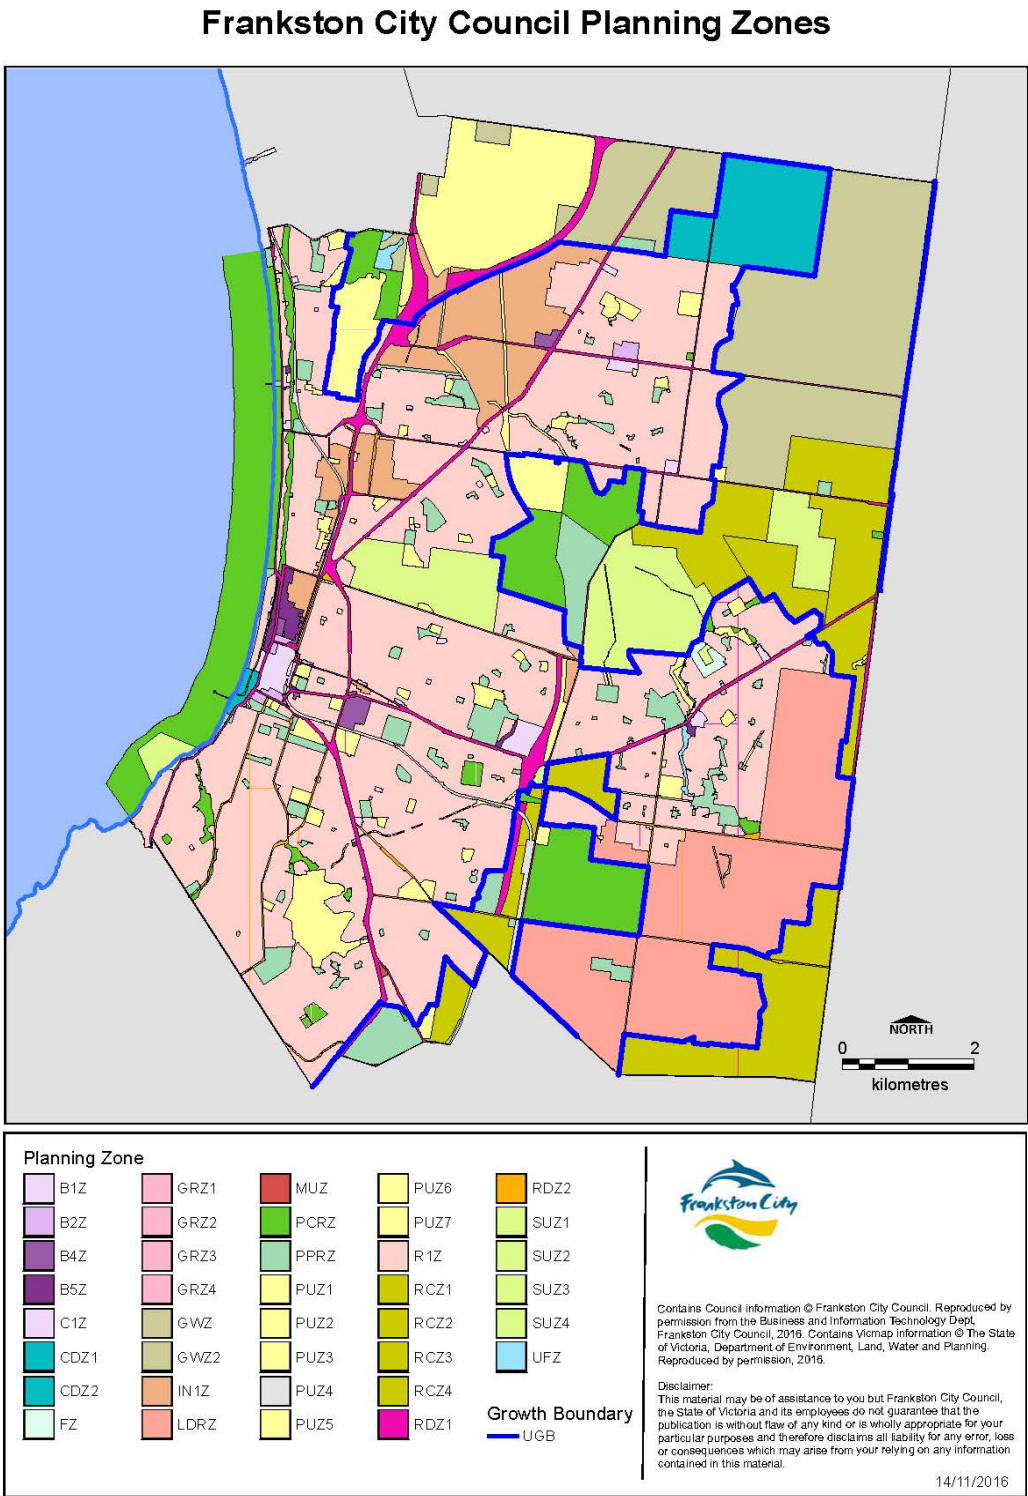 Frankston City Council Planning Zones
NORTH
0 2
kilometres
Planning Zone
B1Z
B2Z
B4Z
B5Z
C1Z
CDZ1
CDZ2
FZ
GRZ1
GRZ2
GRZ3
GRZ4
GWZ
GWZ2
IN1Z
LDRZ
MUZ
PCRZ
PPRZ
PUZ1
PUZ2
PUZ3
PUZ4
PUZ5
PUZ6
PUZ7
R1Z
RCZ1
RCZ2
RCZ3
RCZ4
RDZ1
RDZ2
SUZ1
SUZ2
SUZ3
SUZ4
UFZ
Growth Boundary
UGB
Frankston City
Contains Council information © Frankston City Council. Reproduced by
permission from the Business and Information Technology Dept,
Frankston City Council, 2016. Contains Vicmap information © The State
of Victoria, Department of Environment, Land, Water and Planning.
Reproduced by permission, 2016.
Disclaimer:
This material may be of assistance to you but Frankston City Council,
the State of Victoria and its employees do not guarantee that the
publication is without flaw of any kind or is wholly appropriate for your
particular purposes and therefore disclaims all liability for any error, loss
or consequences which may arise from your relying on any information
contained in this material.
14/11/2016